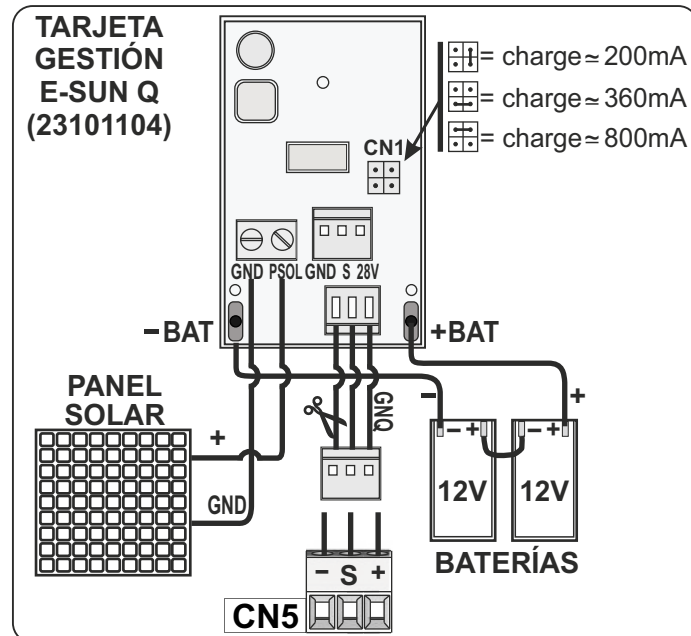 TARJETA
GESTIÓN
E-SUN Q
(23101104)
= charge≃200mA
= charge≃360mA
= charge≃800mA
CN1
GND PSOL GND S 28V
−BAT
+BAT
PANEL
SOLAR
+
GND
GNQ
−
+
− +
− +
12V
12V
BATERÍAS
− S +
CN5